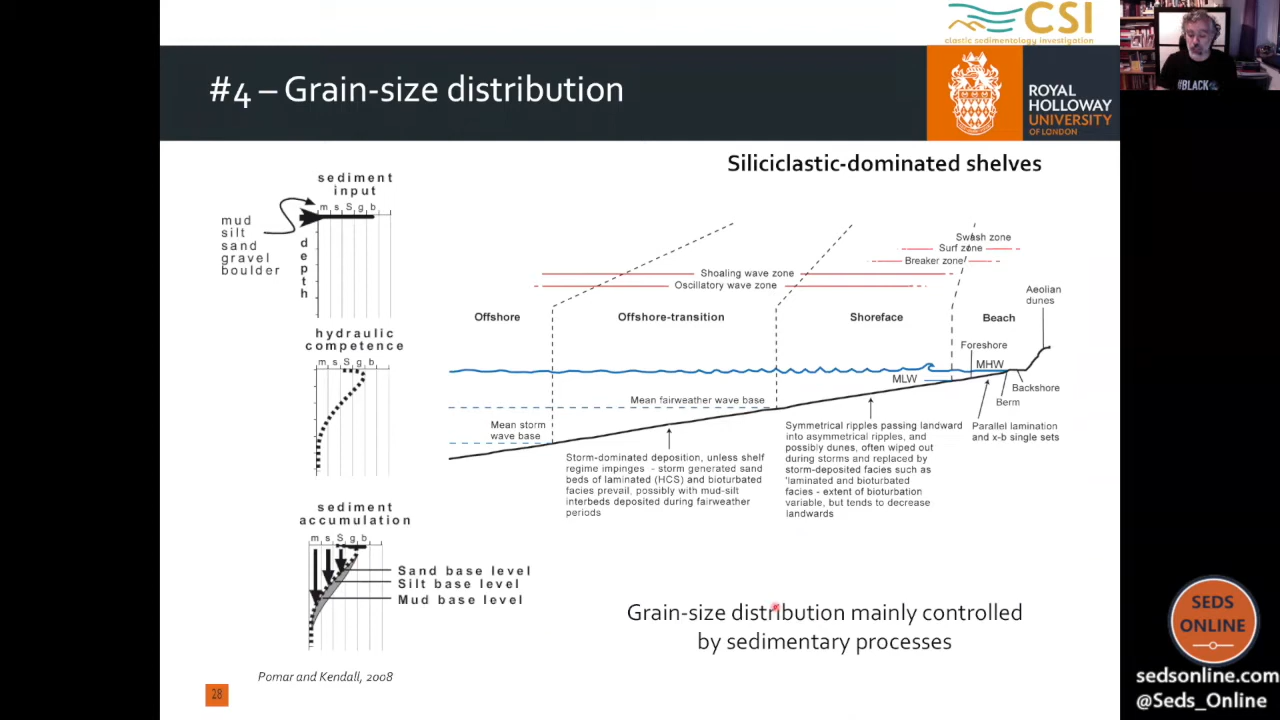 CSI
clastic sedimentology investigation
#4 – Grain-size distribution
ROYAL
HOLLOWAY
UNIVERSITY
OF LONDON
#BLACK
Siliciclastic-dominated shelves
sediment
input
m s S g b
mud
silt
sand
gravel
boulder
depth
hydraulic
competence
m s S g b
sediment
accumulation
m s S g b
Sand base level
Silt base level
Mud base level
Pomar and Kendall, 2008
28
Swash zone
Surf zone
Breaker zone
Shoaling wave zone
Oscillatory wave zone
Aeolian
dunes
Offshore
Offshore-transition
Shoreface
Beach
Foreshore
MHW
MLW
Backshore
Berm
Mean fairweather wave base
Mean storm
wave base
Storm-dominated deposition, unless shelf
regime impinges - storm generated sand
beds of laminated (HCS) and bioturbated
facies prevail, possibly with mud-silt
interbeds deposited during fairweather
periods
Symmetrical ripples passing landward
into asymmetrical ripples, and
possibly dunes, often wiped out
during storms and replaced by
storm-deposited facies such as
'laminated and bioturbated
facies - extent of bioturbation
variable, but tends to decrease
landwards
Parallel lamination
and x-b single sets
Grain-size distribution mainly controlled
by sedimentary processes
SEDS
ONLINE
sedsonline.com
@Seds_Online